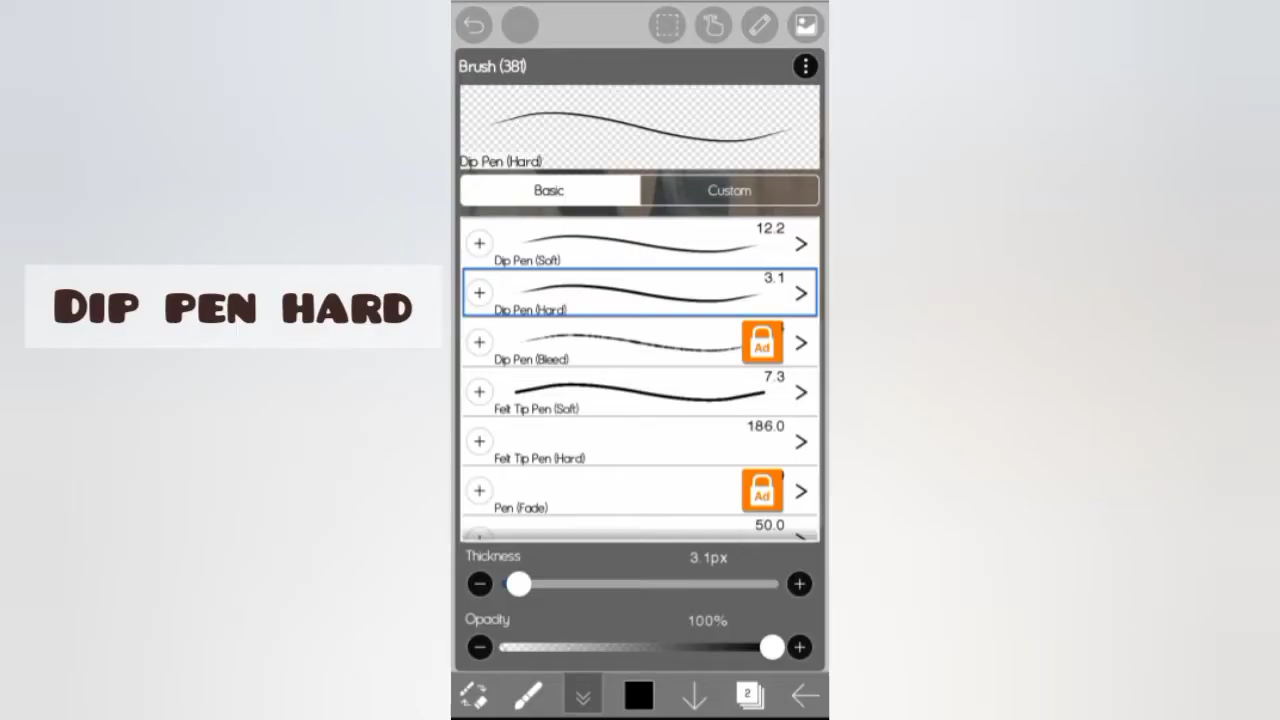 Brush (381)
Dip Pen (Hard)
Basic
Custom
12.2
Dip Pen (Soft)
3.1
Dip Pen (Hard)
Dip Pen (Bleed)
Ad
7.3
Felt Tip Pen (Soft)
186.0
Felt Tip Pen (Hard)
Pen (Fade)
Ad
50.0
Thickness
3.1px
Opacity
100%
2
DIP PEN HARD